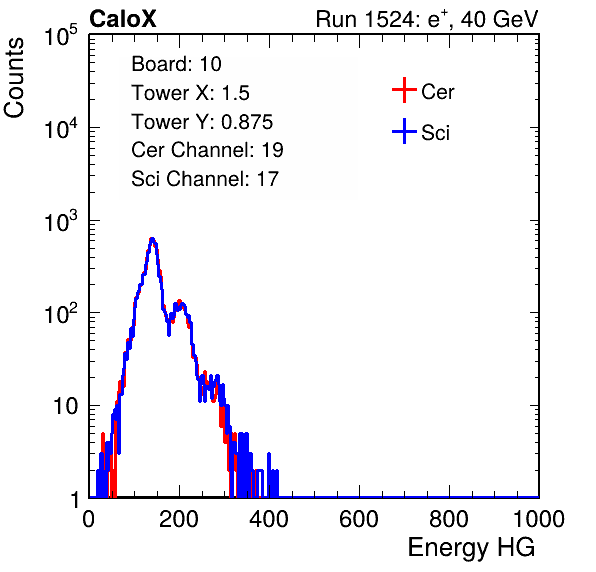 CaloX Run 1524: e⁺, 40 GeV
Counts
10⁵
10⁴
10³
10²
10
1
Board: 10
Tower X: 1.5
Tower Y: 0.875
Cer Channel: 19
Sci Channel: 17
Cer
Sci
0 200 400 600 800 1000
Energy HG